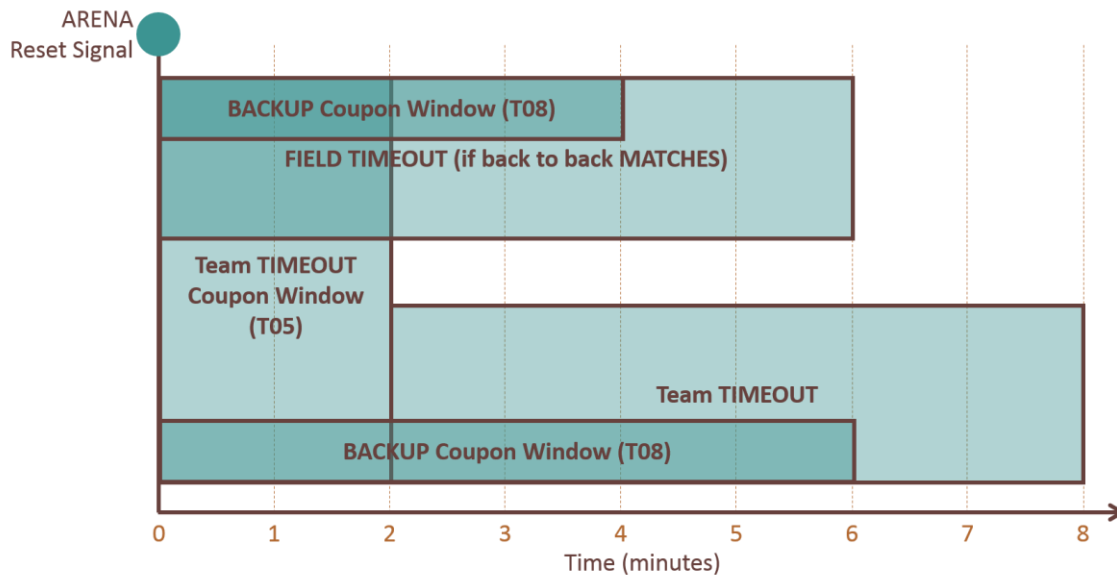 ARENA
Reset Signal
BACKUP Coupon Window (T08)
FIELD TIMEOUT (if back to back MATCHES)
Team TIMEOUT
Coupon Window
(T05)
Team TIMEOUT
BACKUP Coupon Window (T08)
0 1 2 3 4 5 6 7 8
Time (minutes)